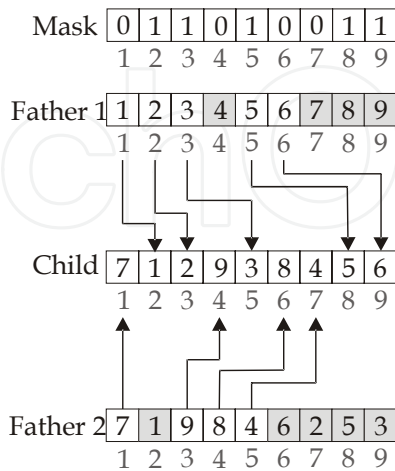 Mask 0 1 1 0 1 0 0 1 1
1 2 3 4 5 6 7 8 9
Father 1 1 2 3 4 5 6 7 8 9
1 2 3 4 5 6 7 8 9
Child 7 1 2 9 3 8 4 5 6
1 2 3 4 5 6 7 8 9
Father 2 7 1 9 8 4 6 2 5 3
1 2 3 4 5 6 7 8 9